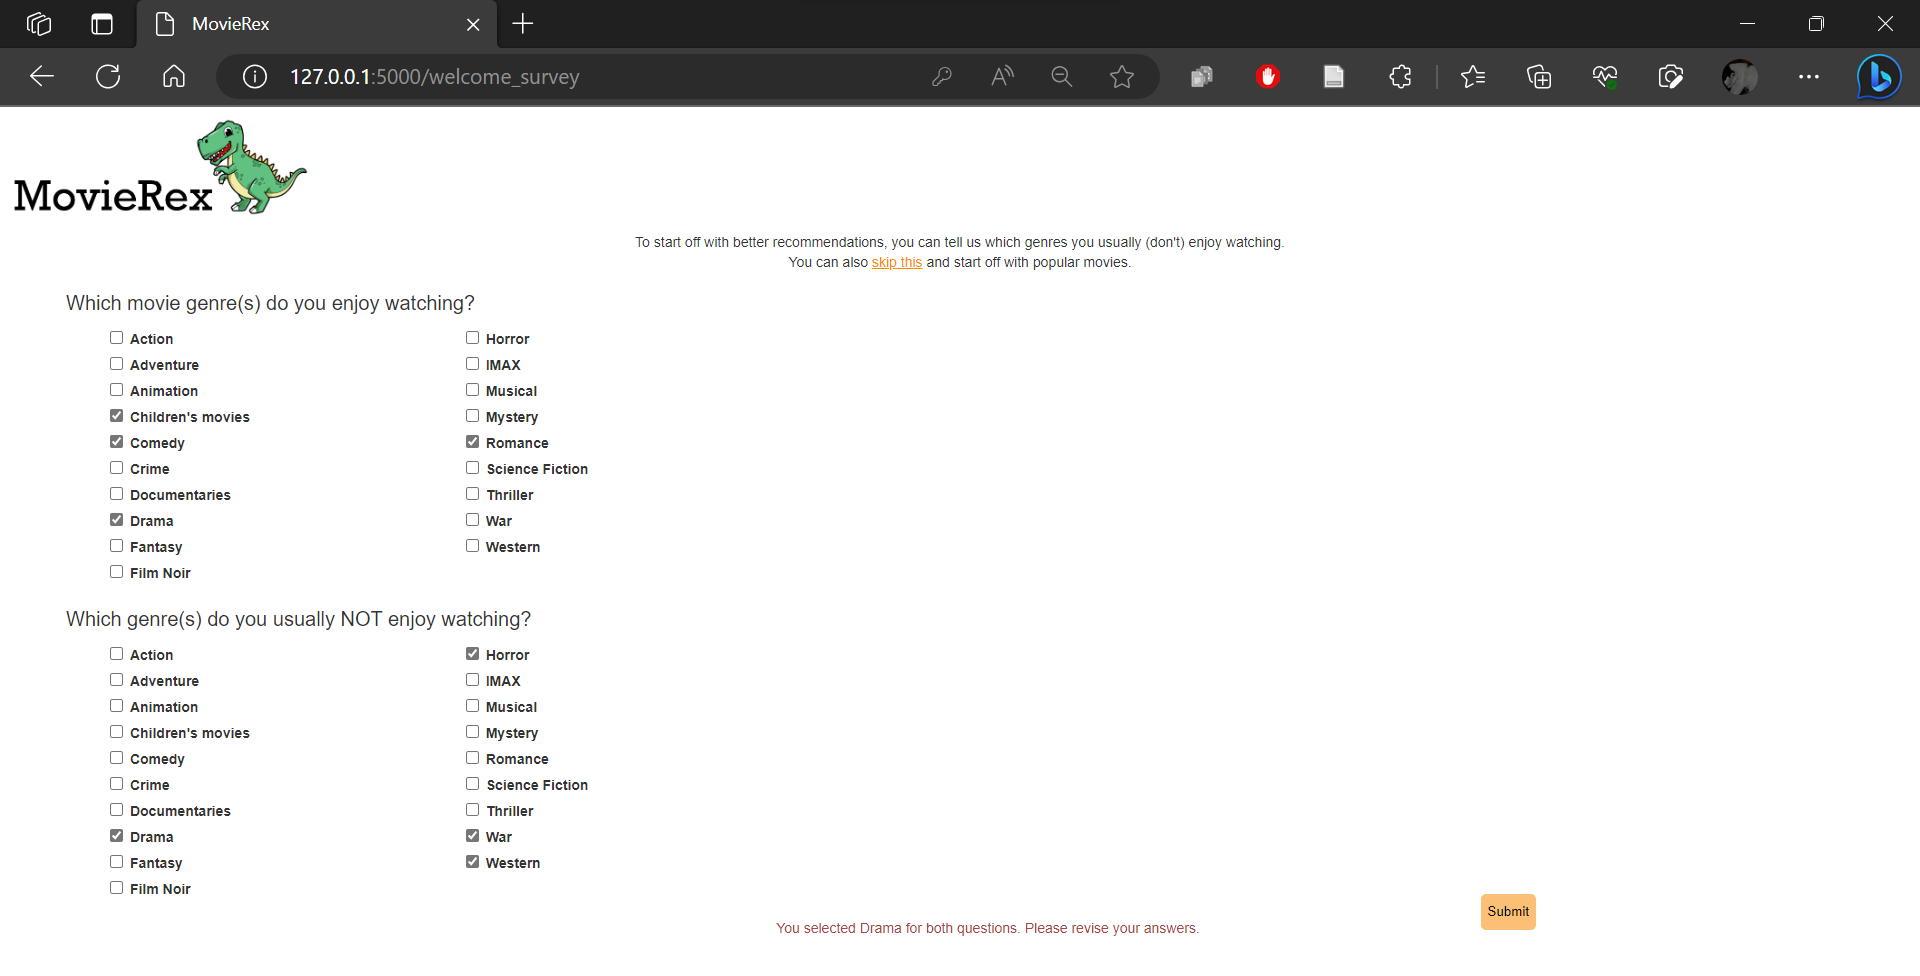 MovieRex
127.0.0.1:5000/welcome_survey
MovieRex
To start off with better recommendations, you can tell us which genres you usually (don't) enjoy watching.
You can also skip this and start off with popular movies.
Which movie genre(s) do you enjoy watching?
Action
Adventure
Animation
Children's movies
Comedy
Crime
Documentaries
Drama
Fantasy
Film Noir
Horror
IMAX
Musical
Mystery
Romance
Science Fiction
Thriller
War
Western
Which genre(s) do you usually NOT enjoy watching?
Action
Adventure
Animation
Children's movies
Comedy
Crime
Documentaries
Drama
Fantasy
Film Noir
Horror
IMAX
Musical
Mystery
Romance
Science Fiction
Thriller
War
Western
Submit
You selected Drama for both questions. Please revise your answers.